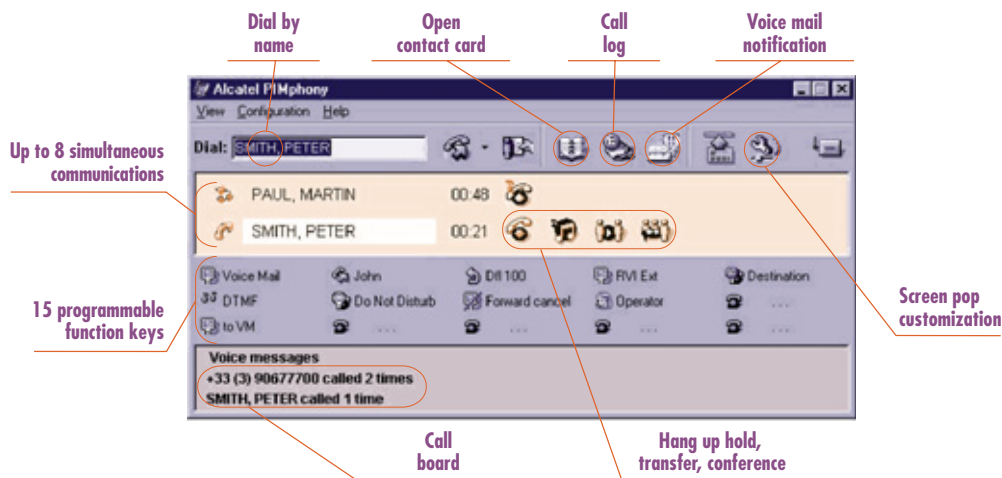 Dial by
name
Open
contact card
Call
log
Voice mail
notification
Alcatel PIMphony
View Configuration Help
Dial: SMITH, PETER
Up to 8 simultaneous
communications
PAUL, MARTIN 00:48
SMITH, PETER 00:21
15 programmable
function keys
Voice Mail John Dfl 100 RVI Ext Destination
DTMF Do Not Disturb Forward cancel Operator ...
to VM ... ... ... ...
Screen pop
customization
Voice messages
+33 (3) 90677700 called 2 times
SMITH, PETER called 1 time
Call
board
Hang up hold,
transfer, conference